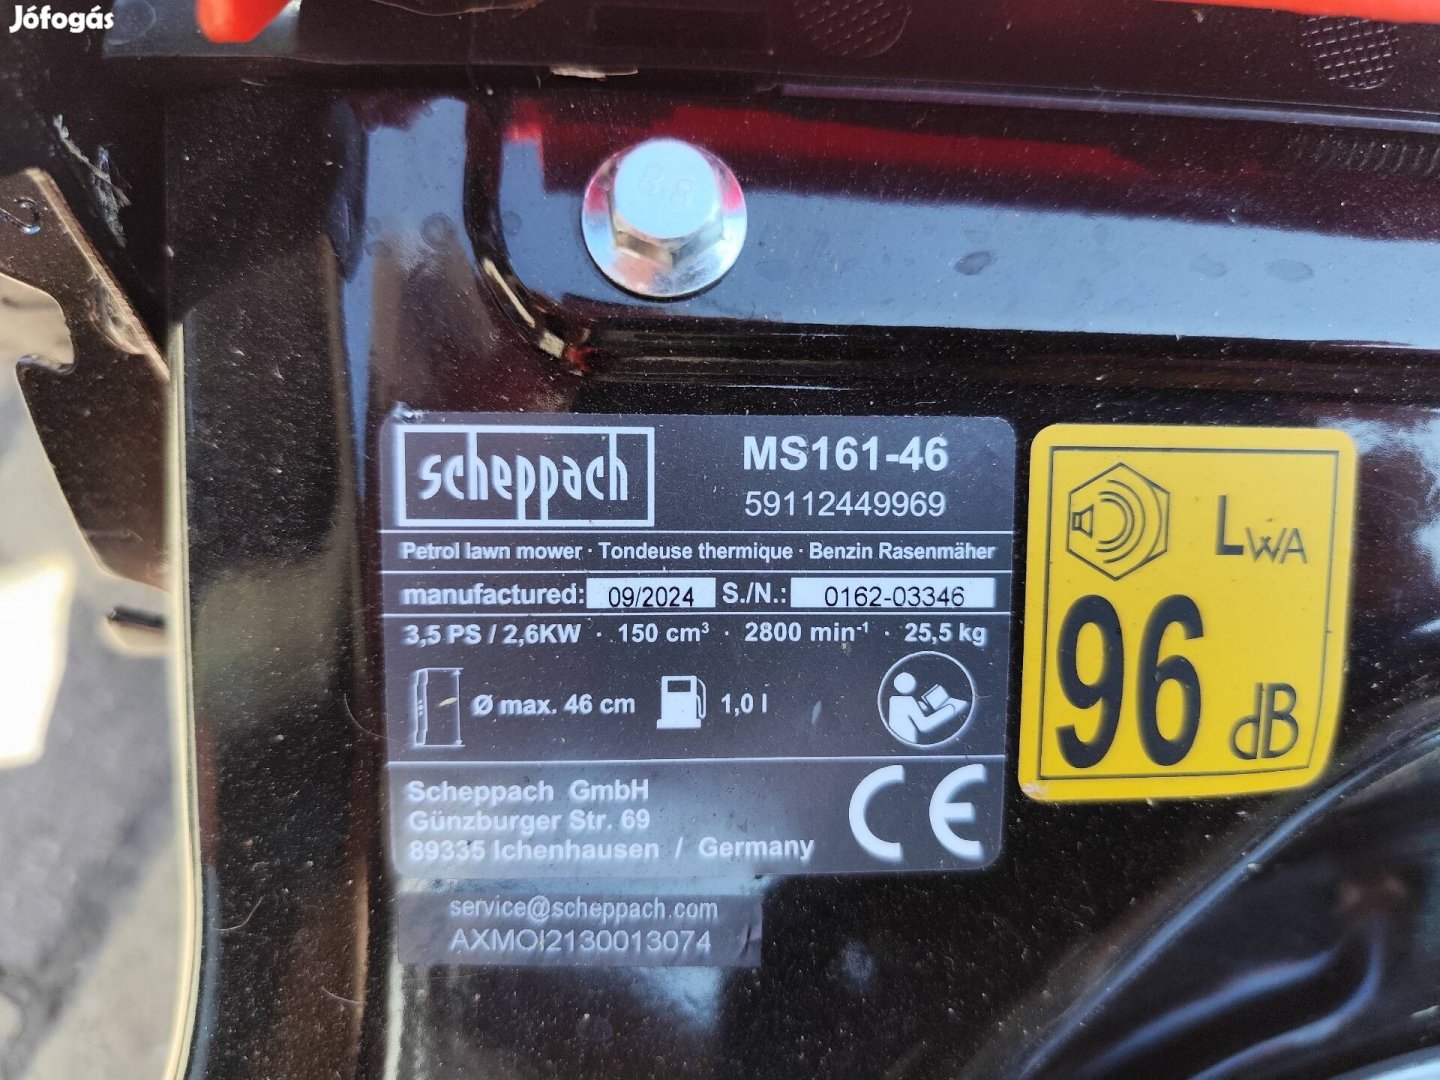 Jófogás
8.8
scheppach
MS161-46
59112449969
Petrol lawn mower · Tondeuse thermique · Benzin Rasenmäher
manufactured: 09/2024 S./N.: 0162-03346
3,5 PS / 2,6KW · 150 cm³ · 2800 min⁻¹ · 25,5 kg
Ø max. 46 cm 1,0 l
Scheppach GmbH
Günzburger Str. 69
89335 Ichenhausen / Germany
CE
service@scheppach.com
AXMOI2130013074
LWA
96 dB